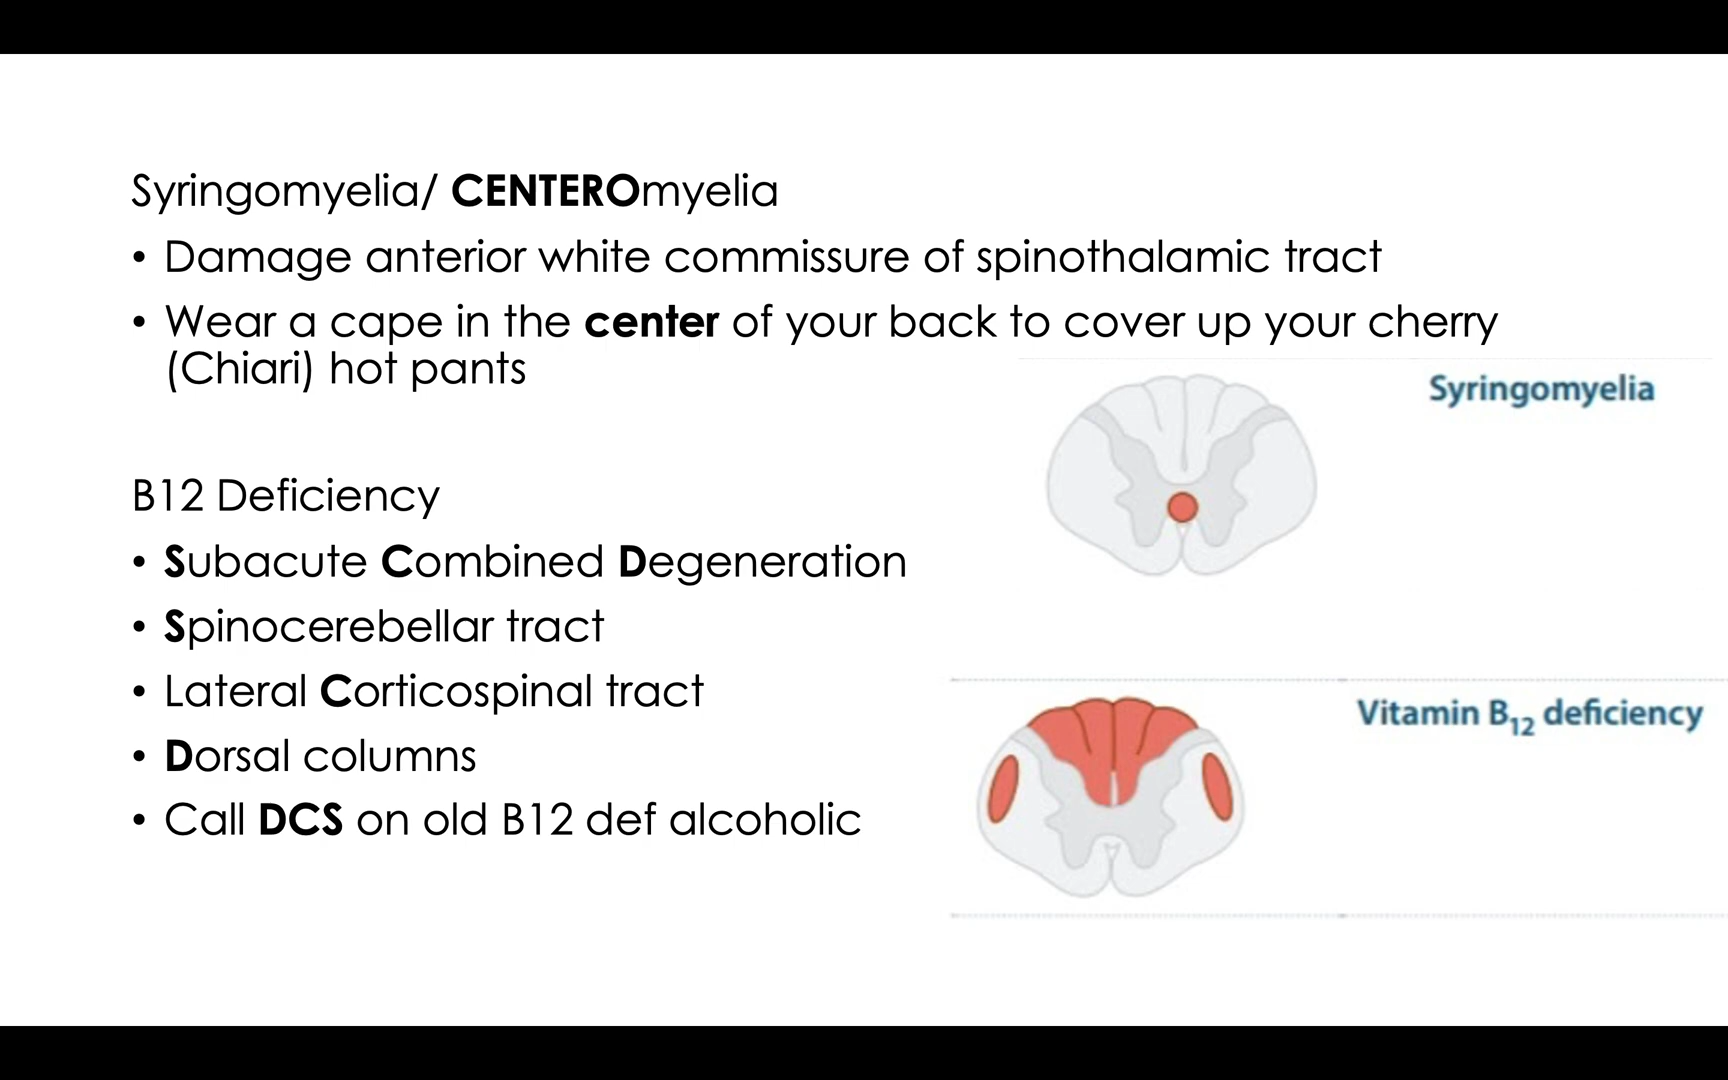 Syringomyelia/ CENTEROmyelia
• Damage anterior white commissure of spinothalamic tract
• Wear a cape in the center of your back to cover up your cherry
(Chiari) hot pants
Syringomyelia
B12 Deficiency
• Subacute Combined Degeneration
• Spinocerebellar tract
• Lateral Corticospinal tract
• Dorsal columns
• Call DCS on old B12 def alcoholic
Vitamin B12 deficiency